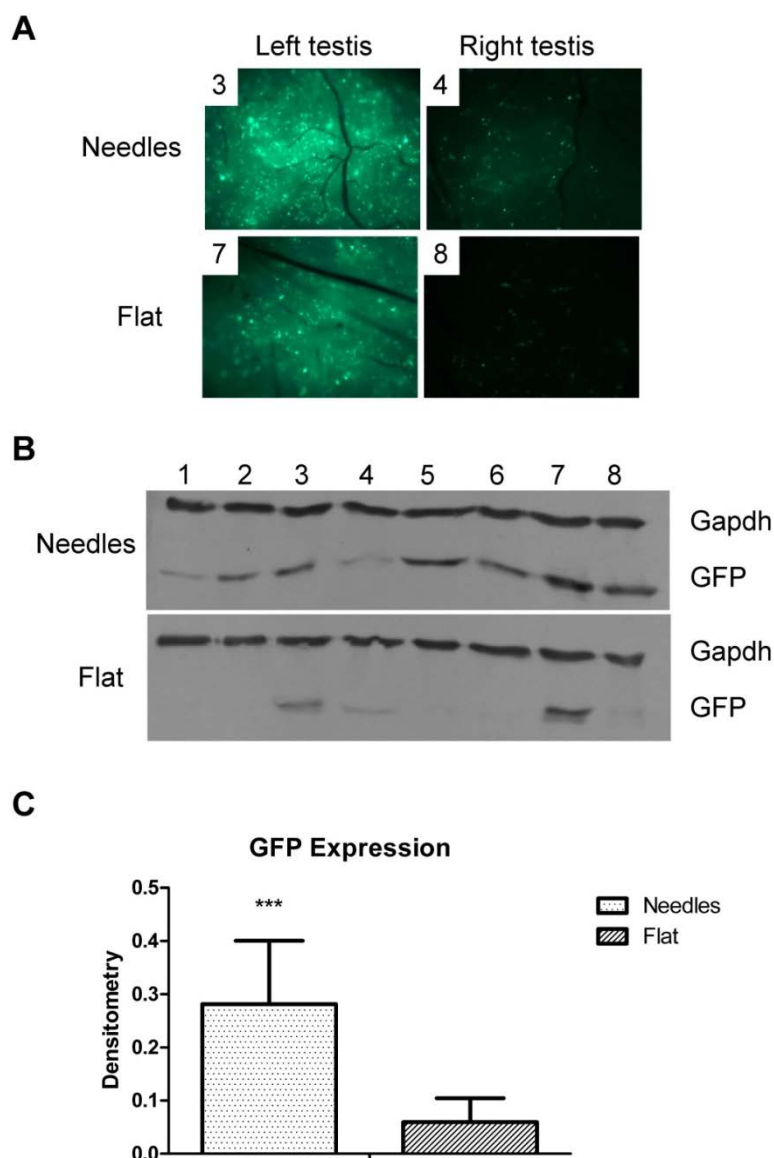 A
Left testis Right testis
3 4
Needles
7 8
Flat
B
1 2 3 4 5 6 7 8
Gapdh
Needles
GFP
Gapdh
Flat
GFP
C
GFP Expression
0.5
***
Needles
0.4
Flat
0.3
Densitometry
0.2
0.1
0.0